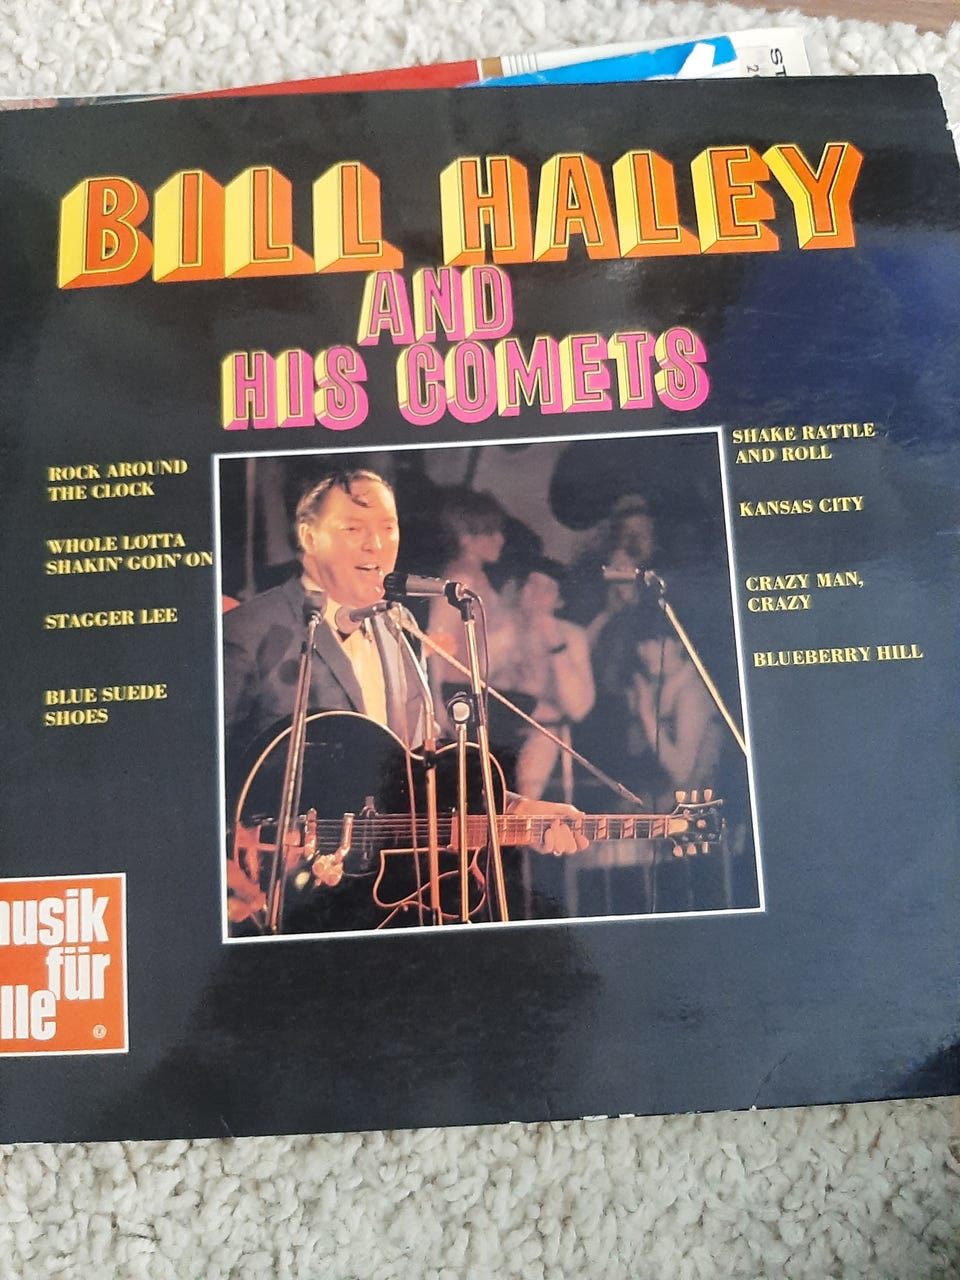 ST
BILL HALEY
AND
HIS COMETS
ROCK AROUND
THE CLOCK
WHOLE LOTTA
SHAKIN' GOIN' ON
STAGGER LEE
BLUE SUEDE
SHOES
SHAKE RATTLE
AND ROLL
KANSAS CITY
CRAZY MAN,
CRAZY
BLUEBERRY HILL
usik
für
lle